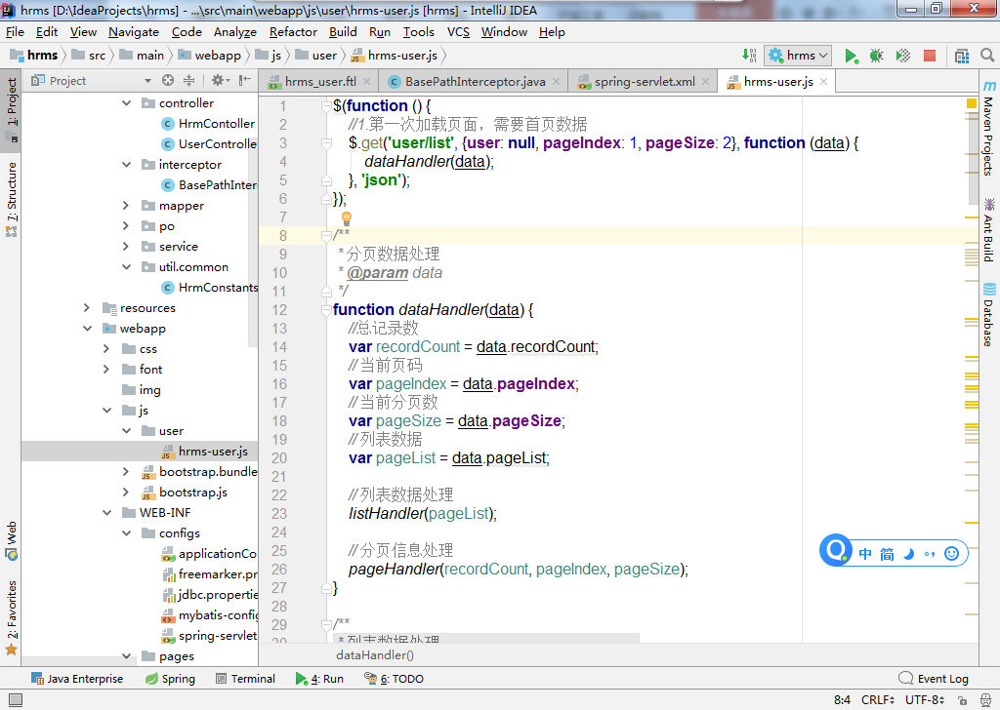 hrms [D:\IdeaProjects\hrms] - ...\src\main\webapp\js\user\hrms-user.js [hrms] - IntelliJ IDEA
File Edit View Navigate Code Analyze Refactor Build Run Tools VCS Window Help
hrms src main webapp js user hrms-user.js hrms
Project hrms_user.ftl BasePathInterceptor.java spring-servlet.xml hrms-user.js
1: Project
7: Structure
Web
2: Favorites
controller
HrmContoller
UserControlle
interceptor
BasePathInter
mapper
po
service
util.common
HrmConstants
resources
webapp
css
font
img
js
user
hrms-user.js
bootstrap.bundle
bootstrap.js
WEB-INF
configs
applicationCo
freemarker.pr
jdbc.propertie
mybatis-config
spring-servlet
pages
1 $(function () {
2 //1.第一次加载页面，需要首页数据
3 $.get('user/list', {user: null, pageIndex: 1, pageSize: 2}, function (data) {
4 dataHandler(data);
5 }, 'json');
6 });
7
8 /**
9 * 分页数据处理
10 * @param data
11 */
12 function dataHandler(data) {
13 //总记录数
14 var recordCount = data.recordCount;
15 //当前页码
16 var pageIndex = data.pageIndex;
17 //当前分页数
18 var pageSize = data.pageSize;
19 //列表数据
20 var pageList = data.pageList;
21
22 //列表数据处理
23 listHandler(pageList);
24
25 //分页信息处理
26 pageHandler(recordCount, pageIndex, pageSize);
27 }
28
29 /**
30 * 列表数据处理
dataHandler()
Maven Projects
Ant Build
Database
中 简
Java Enterprise Spring Terminal 4: Run 6: TODO Event Log
8:4 CRLF UTF-8